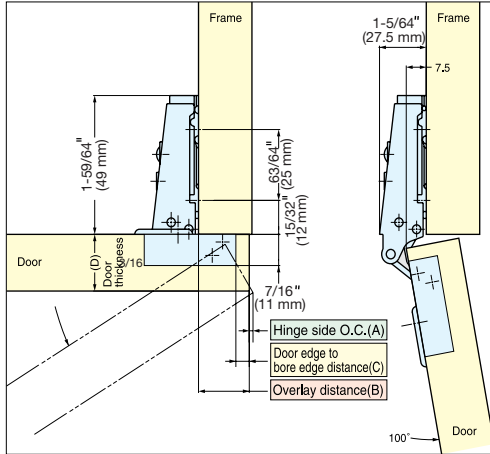 Frame
1-5/64"
(27.5 mm)
Frame
7.5
1-59/64"
(49 mm)
63/64"
(25 mm)
15/32"
(12 mm)
Door
(D)
Door
thickness
/16
7/16"
(11 mm)
Hinge side O.C.(A)
Door edge to
bore edge distance(C)
Overlay distance(B)
100°
Door